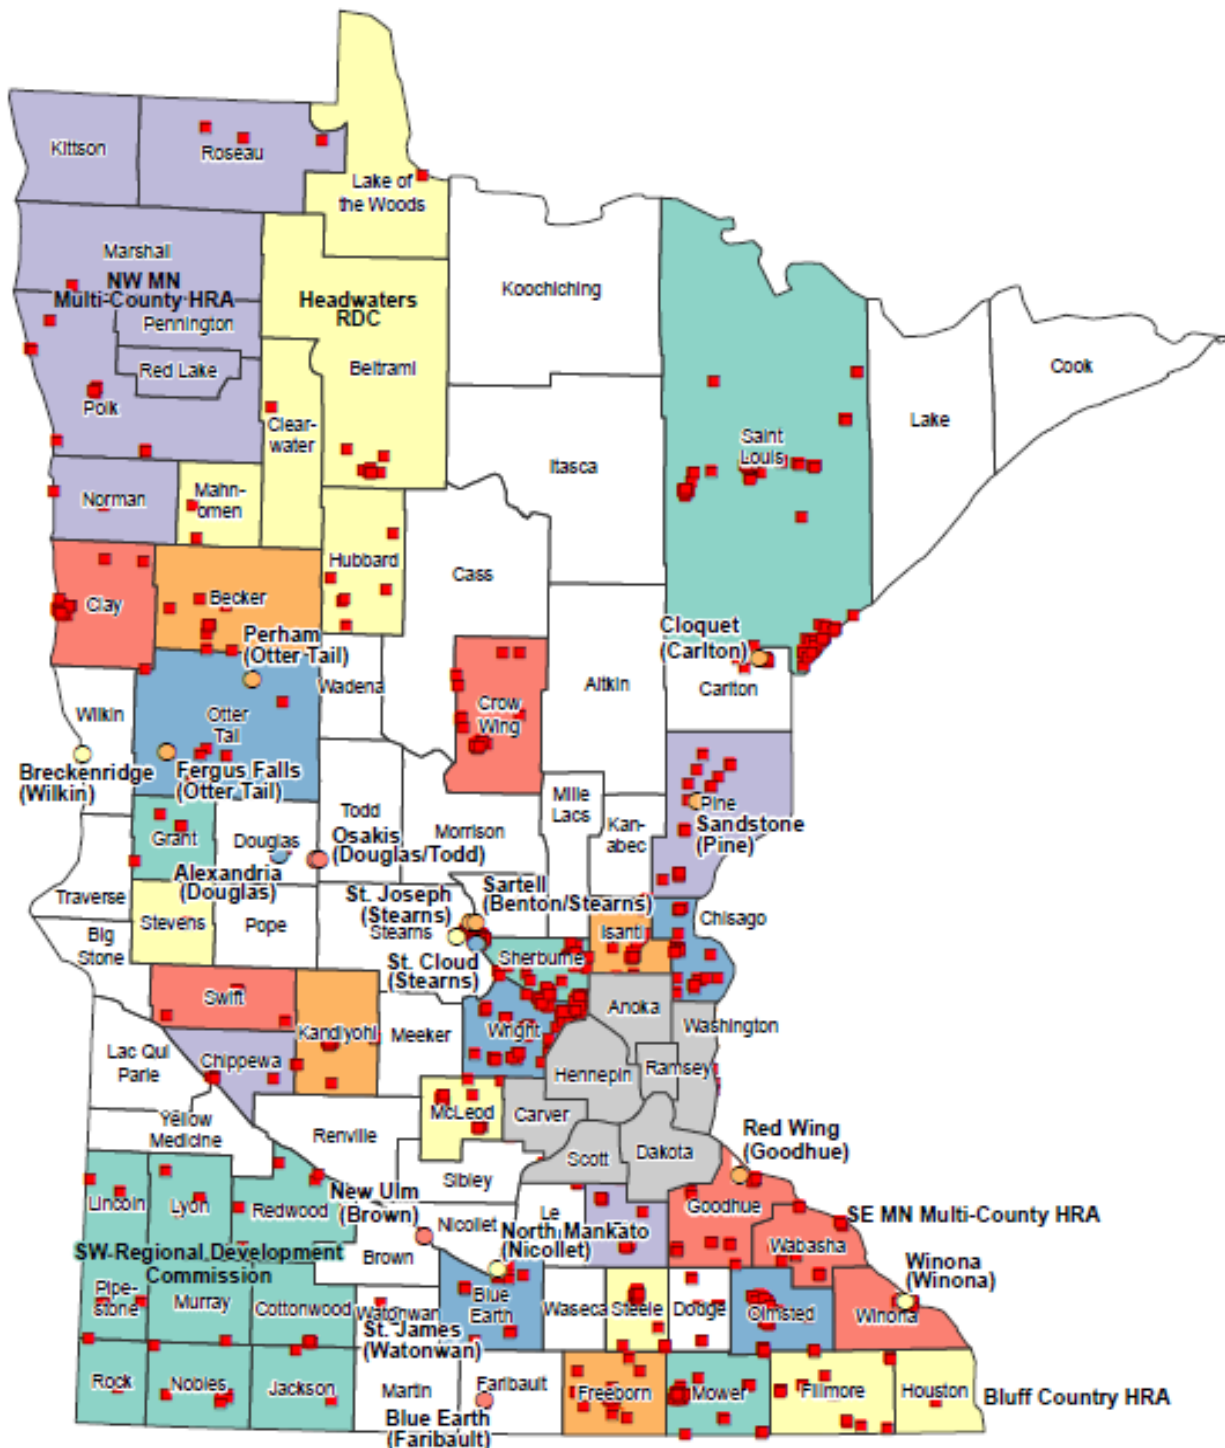 Kittson
Roseau
Lake of
the Woods
Marshall
NW MN
Multi-County HRA
Pennington
Headwaters
RDC
Koochiching
Red Lake
Beltrami
Cook
Polk
Clear-
water
Lake
Saint
Louis
Itasca
Norman
Mahn-
omen
Hubbard
Cass
Clay
Becker
Perham
(Otter Tail)
Cloquet
(Carlton)
Wadena
Aitkin
Carlton
Wilkin
Otter
Tail
Crow
Wing
Breckenridge
(Wilkin)
Fergus Falls
(Otter Tail)
Mille
Lacs
Pine
Todd
Morrison
Kan-
abec
Sandstone
(Pine)
Grant
Douglas
Osakis
(Douglas/Todd)
Alexandria
(Douglas)
Traverse
Stevens
Pope
St. Joseph
(Stearns)
Stearns
Sartell
(Benton/Stearns)
Chisago
Isanti
Big
Stone
St. Cloud
(Stearns)
Sherburne
Swift
Kandiyohi
Meeker
Wright
Anoka
Washington
Lac Qui
Parle
Chippewa
Hennepin
Ramsey
McLeod
Carver
Yellow
Medicine
Renville
Scott
Dakota
Red Wing
(Goodhue)
Sibley
Lincoln
Lyon
Redwood
New Ulm
(Brown)
Nicollet
Le
North Mankato
(Nicollet)
Goodhue
SE MN Multi-County HRA
Wabasha
SW Regional Development
Commission
Brown
Winona
(Winona)
Pipe-
stone
Murray
Cottonwood
Watonwan
Blue
Earth
Waseca
Steele
Dodge
Olmsted
Winona
St. James
(Watonwan)
Rock
Nobles
Jackson
Martin
Faribault
Freeborn
Mower
Fillmore
Houston
Bluff Country HRA
Blue Earth
(Faribault)